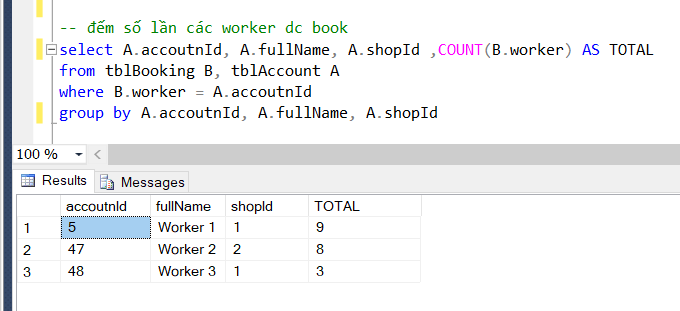 -- đếm số lần các worker dc book
select A.accoutnId, A.fullName, A.shopId ,COUNT(B.worker) AS TOTAL
from tblBooking B, tblAccount A
where B.worker = A.accoutnId
group by A.accoutnId, A.fullName, A.shopId
100 %
Results Messages
accoutnId fullName shopId TOTAL
1 5 Worker 1 1 9
2 47 Worker 2 2 8
3 48 Worker 3 1 3